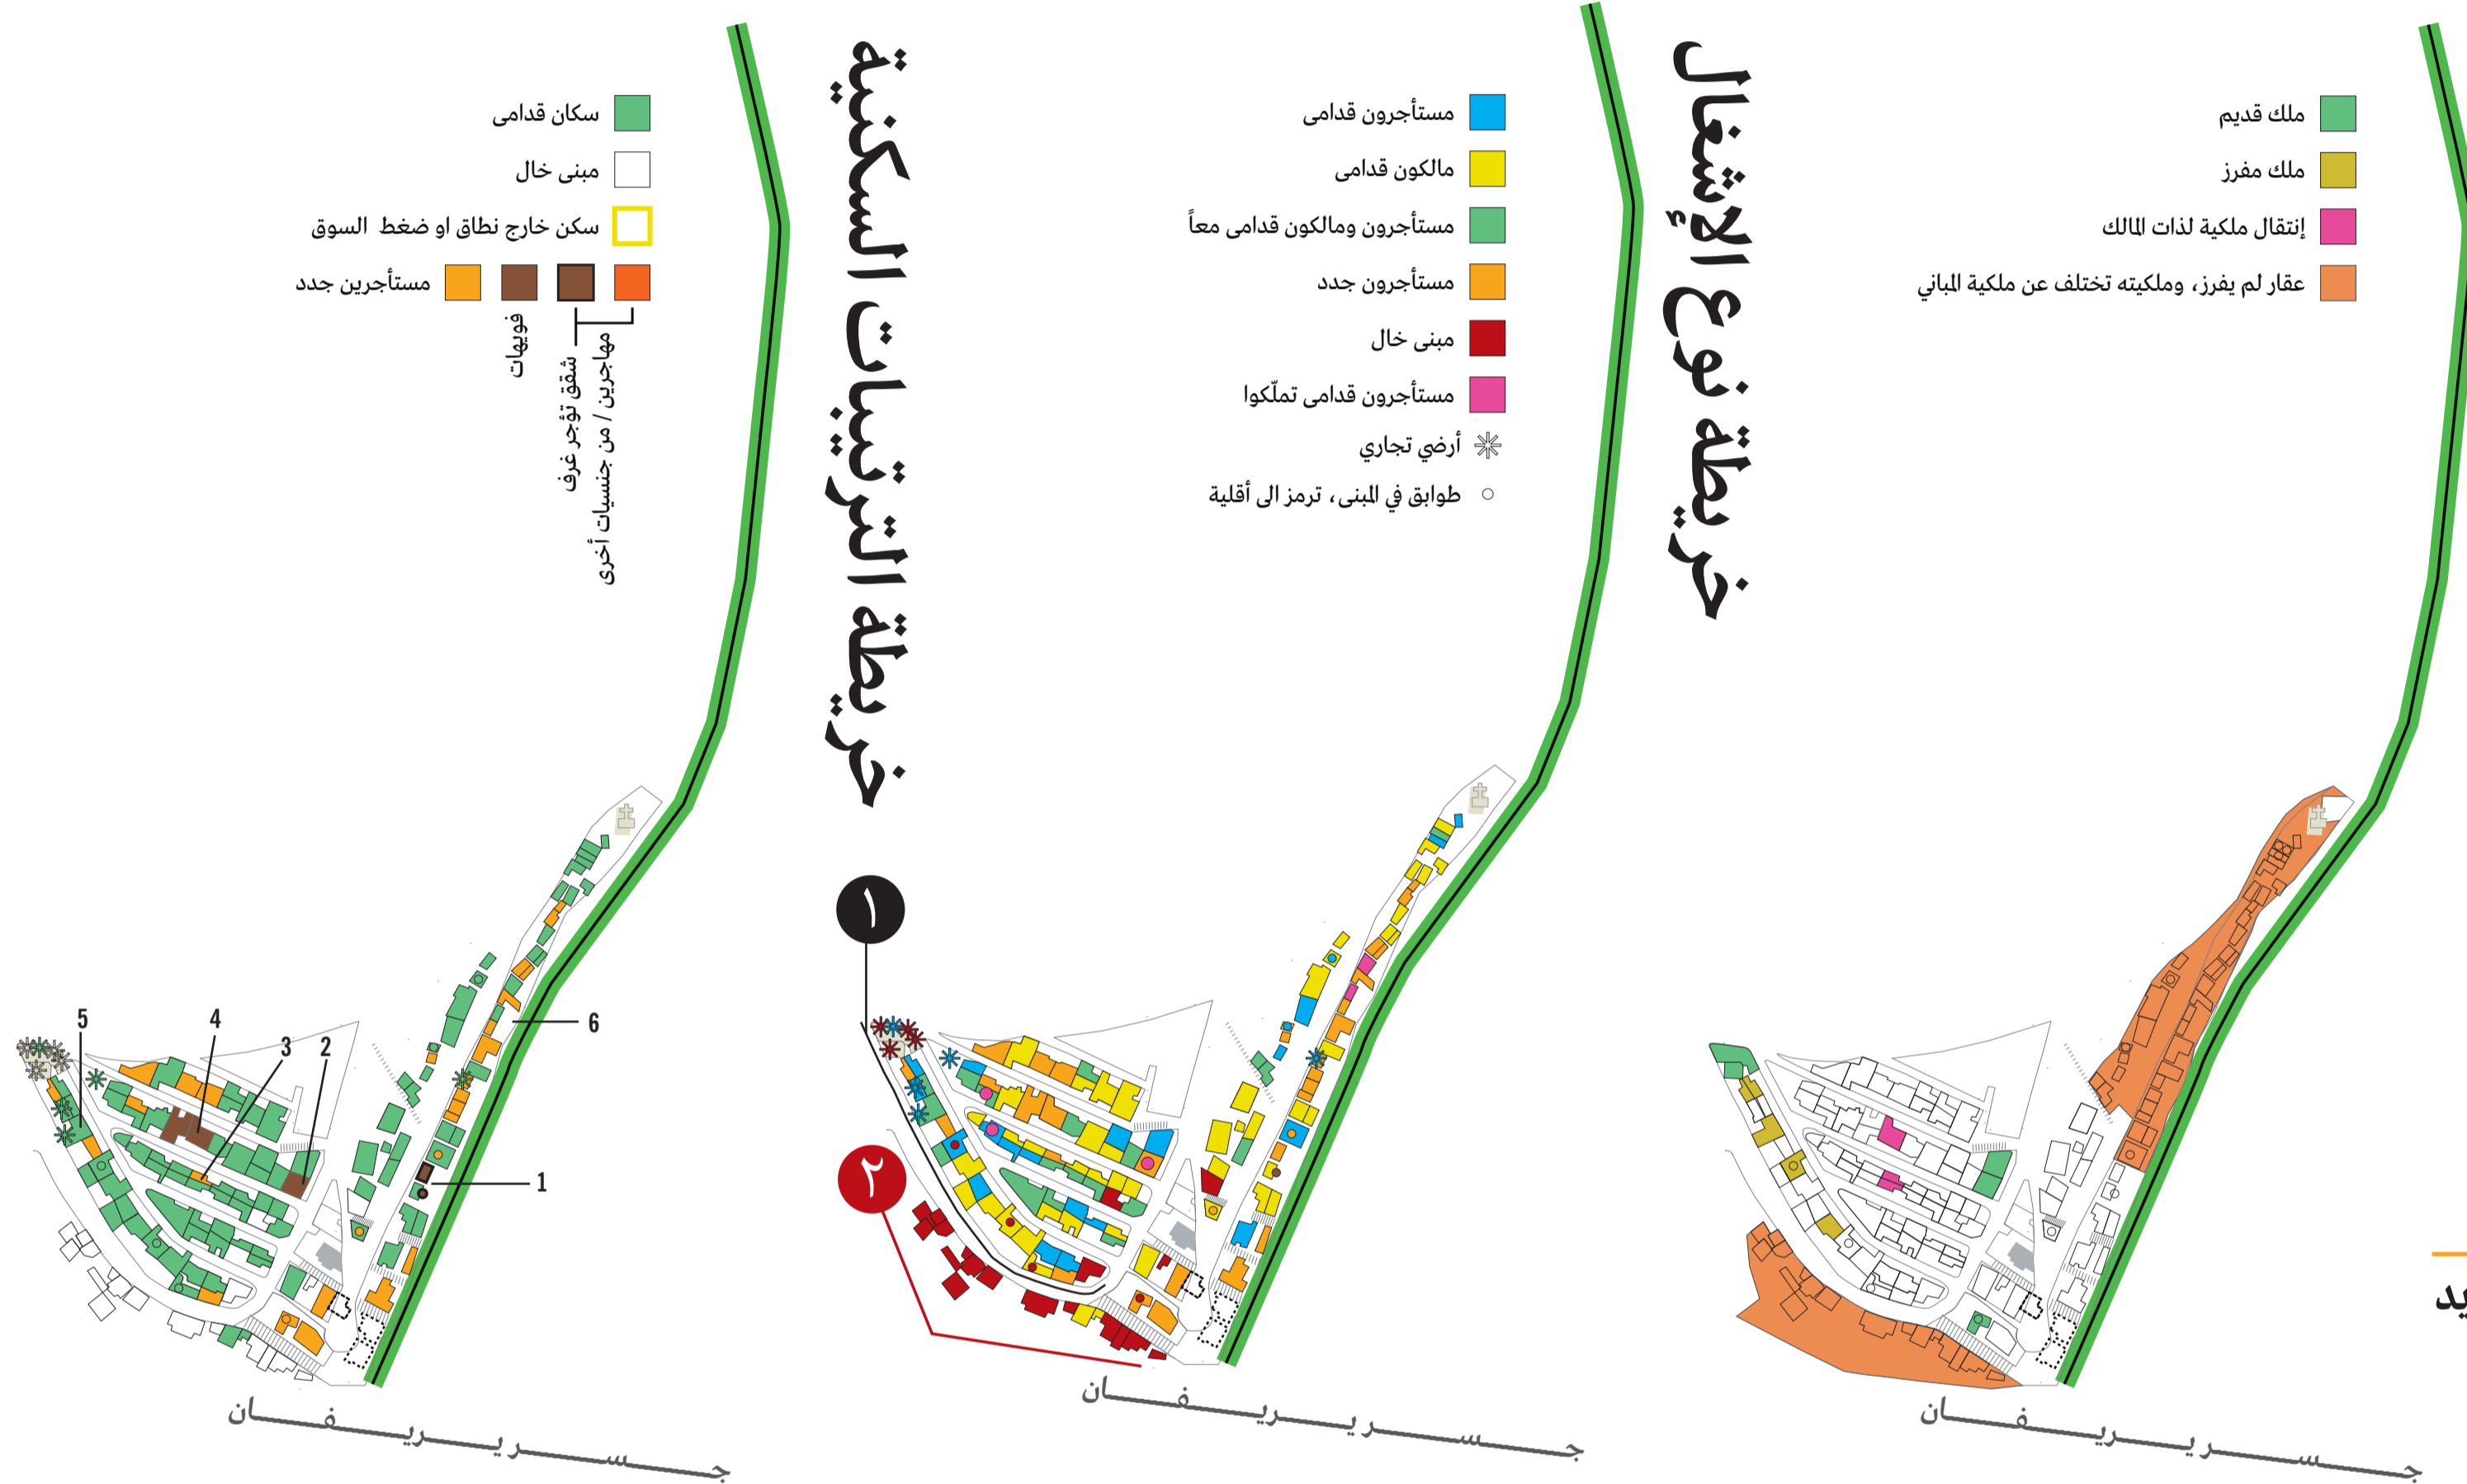 ملك قديم
ملك مفرز
إنتقال ملكية لذات المالك
عقار لم يفرز، وملكيته تختلف عن ملكية المباني
جسر يريفان
خريطة نوع الإشغال
مستأجرون قدامى
مالكون قدامى
مستأجرون ومالكون قدامى معاً
مستأجرون جدد
مبنى خال
مستأجرون قدامى تملّكوا
أرضي تجاري
طوابق في المبنى، ترمز الى أقلية
١
٢
جسر يريفان
خريطة الترتيبات السكنية
سكان قدامى
مبنى خال
سكن خارج نطاق او ضغط السوق
مستأجرين جدد
مهاجرين / من جنسيات أخرى
شقق تؤجر غرف
فويهات
5
4
3
2
6
1
جسر يريفان